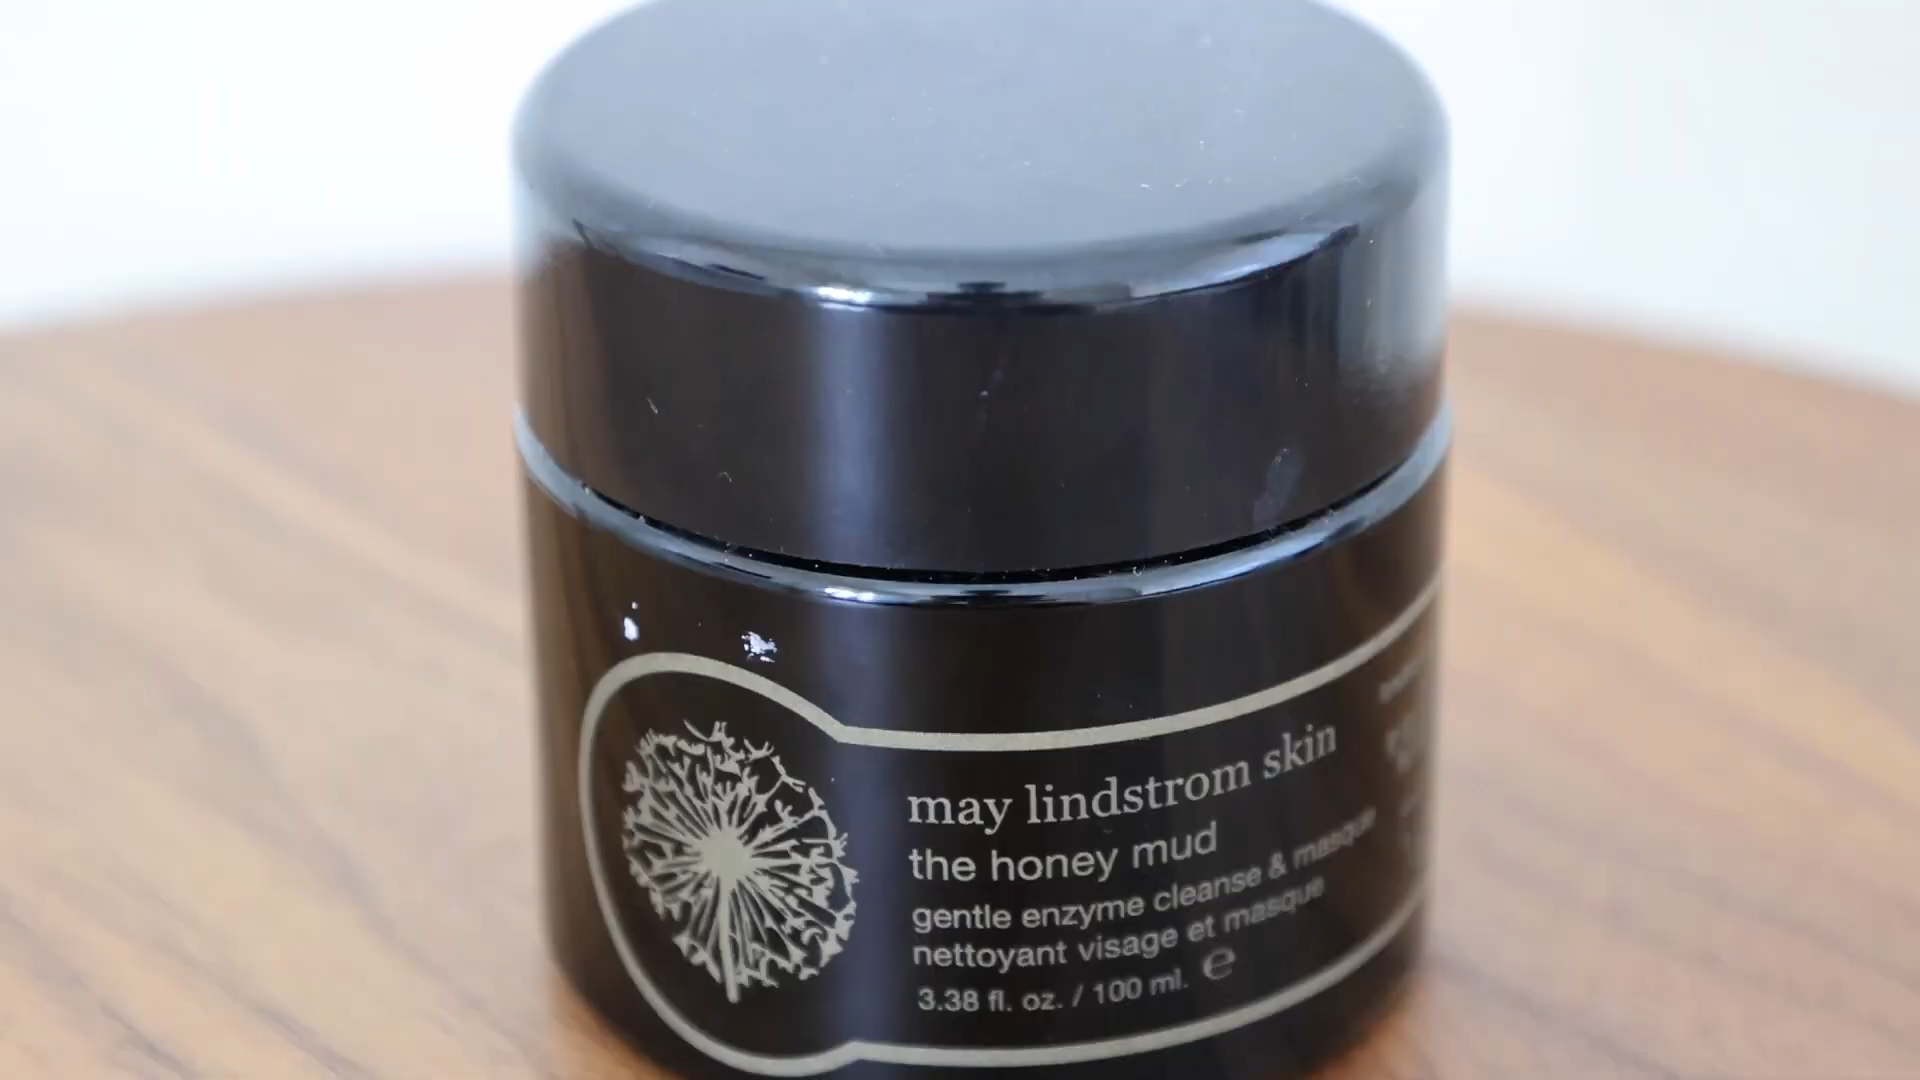 may lindstrom skin
the honey mud
gentle enzyme cleanse & masque
nettoyant visage et masque
3.38 fl. oz. / 100 ml. ℮